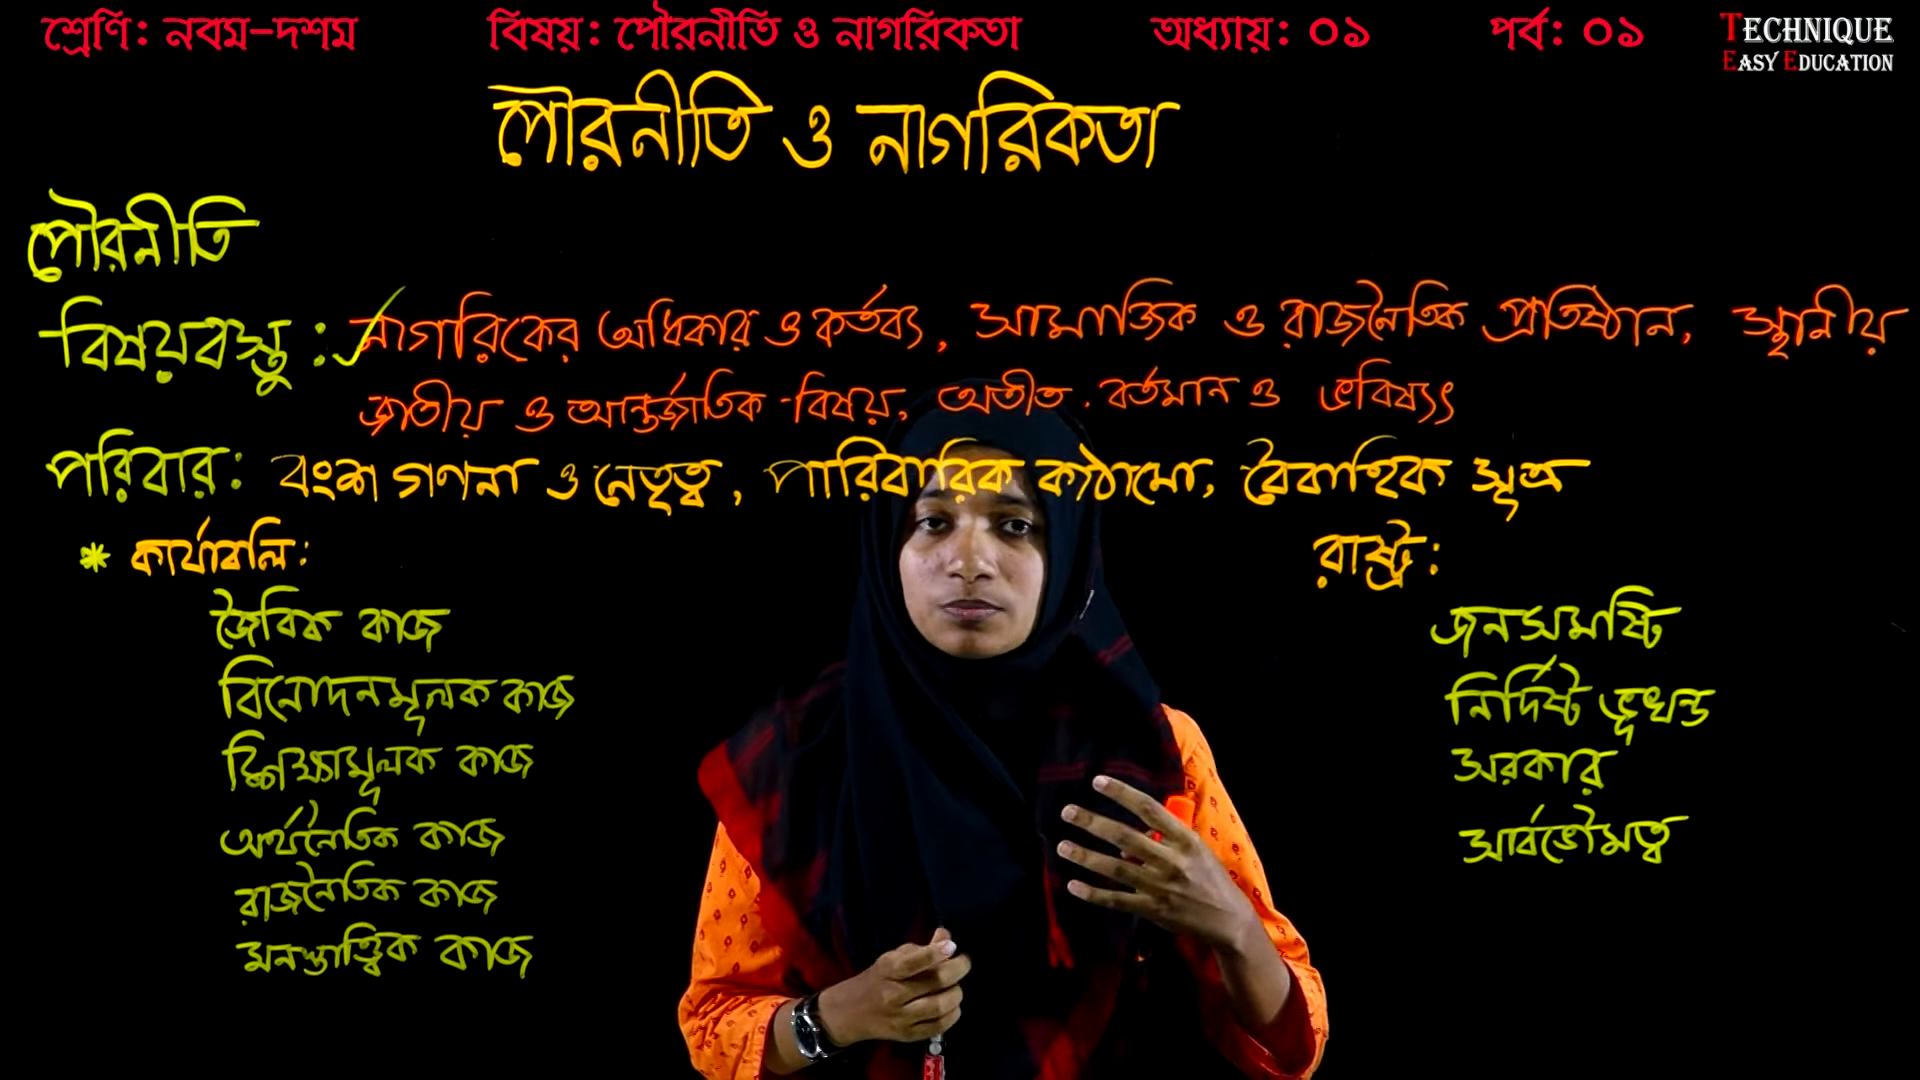 শ্রেণি: নবম-দশম বিষয়: পৌরনীতি ও নাগরিকতা অধ্যায়: ০১ পর্ব: ০১ TECHNIQUE
EASY EDUCATION
পৌরনীতি ও নাগরিকতা
পৌরনীতি
বিষয়বস্তু : নাগরিকের অধিকার ও কর্তব্য, সামাজিক ও রাজনৈতিক প্রতিষ্ঠান, স্থানীয়
জাতীয় ও আন্তর্জাতিক বিষয়, অতীত, বর্তমান ও ভবিষ্যৎ
পরিবার: বংশ গণনা ও নেতৃত্ব, পারিবারিক কাঠামো, বৈবাহিক সূত্র
* কার্যাবলি:
রাষ্ট্র:
জৈবিক কাজ
বিনোদনমূলক কাজ
শিক্ষামূলক কাজ
অর্থনৈতিক কাজ
রাজনৈতিক কাজ
মনস্তাত্ত্বিক কাজ
জনসমষ্টি
নির্দিষ্ট ভূখন্ড
সরকার
সার্বভৌমত্ব